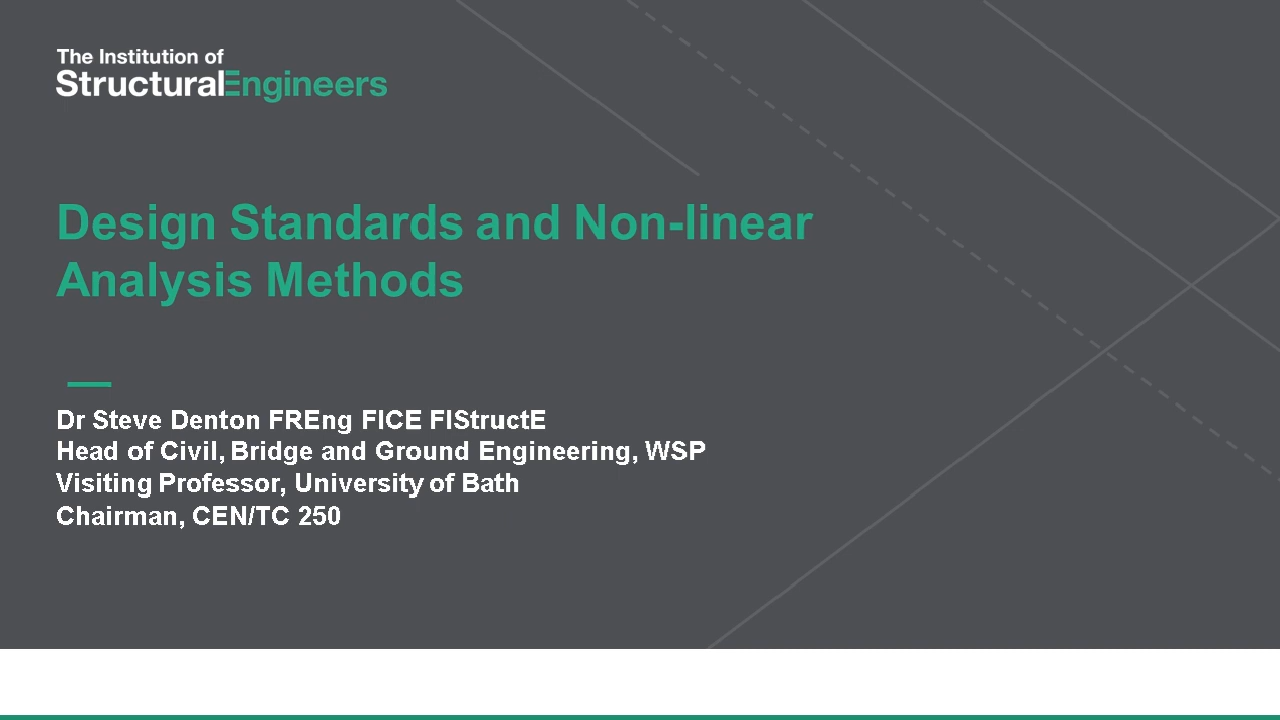 The Institution of
StructuralEngineers
Design Standards and Non-linear
Analysis Methods
Dr Steve Denton FREng FICE FIStructE
Head of Civil, Bridge and Ground Engineering, WSP
Visiting Professor, University of Bath
Chairman, CEN/TC 250